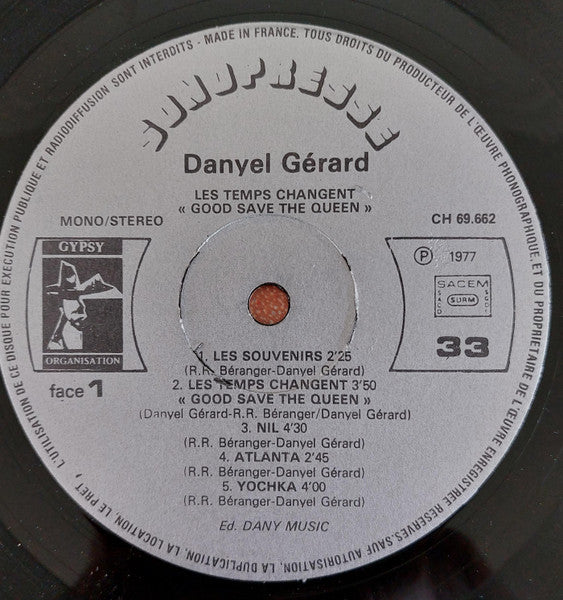 L'UTILISATION DE CE DISQUE POUR EXECUTION PUBLIQUE ET RADIODIFFUSION SONT INTERDITS - MADE IN FRANCE. TOUS DROITS DU PRODUCTEUR DE L'ŒUVRE PHONOGRAPHIQUE, ET DU PROPRIETAIRE DE L'ŒUVRE ENREGISTREE RESERVES-SAUF AUTORISATION, LA LOCATION, LA DUPLICATION, LE PRET,
SONOPRESSE
Danyel Gérard
LES TEMPS CHANGENT
« GOOD SAVE THE QUEEN »
MONO/STEREO
CH 69.662
GYPSY
ORGANISATION
P 1977
SACEM
SACD
SDRM
SGDL
33
face 1
1. LES SOUVENIRS 2'25
(R.R. Béranger-Danyel Gérard)
2. LES TEMPS CHANGENT 3'50
« GOOD SAVE THE QUEEN »
(Danyel Gérard-R.R. Béranger/Danyel Gérard)
3. NIL 4'30
(R.R. Béranger-Danyel Gérard)
4. ATLANTA 2'45
(R.R. Béranger-Danyel Gérard)
5. YOCHKA 4'00
(R.R. Béranger-Danyel Gérard)
Ed. DANY MUSIC